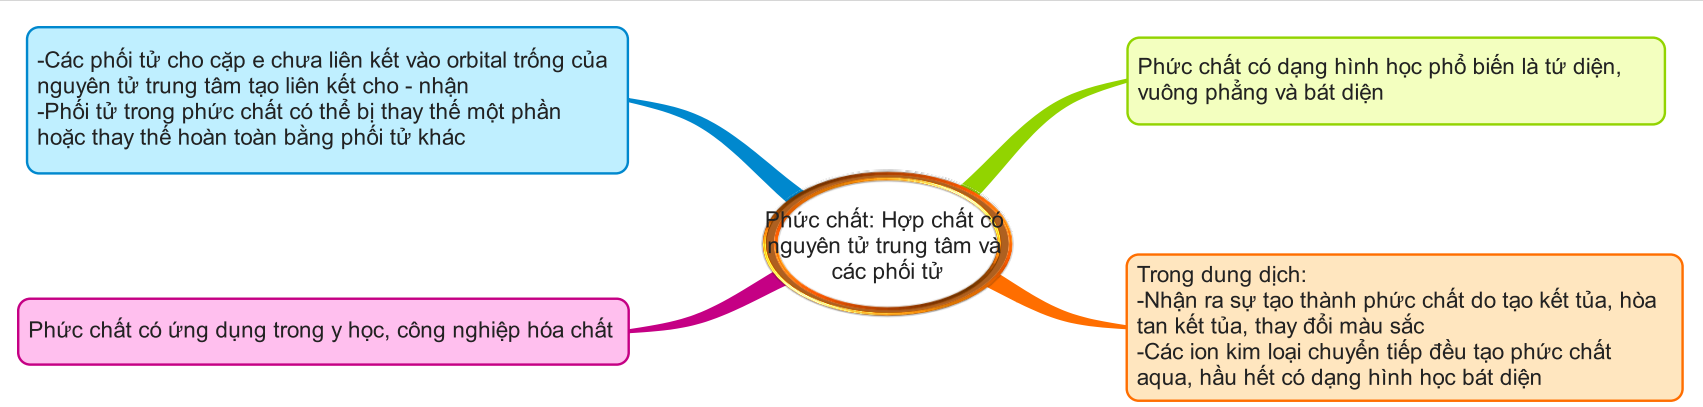 -Các phối tử cho cặp e chưa liên kết vào orbital trống của
nguyên tử trung tâm tạo liên kết cho - nhận
-Phối tử trong phức chất có thể bị thay thế một phần
hoặc thay thế hoàn toàn bằng phối tử khác
Phức chất có dạng hình học phổ biến là tứ diện,
vuông phẳng và bát diện
Phức chất: Hợp chất có
nguyên tử trung tâm và
các phối tử
Phức chất có ứng dụng trong y học, công nghiệp hóa chất
Trong dung dịch:
-Nhận ra sự tạo thành phức chất do tạo kết tủa, hòa
tan kết tủa, thay đổi màu sắc
-Các ion kim loại chuyển tiếp đều tạo phức chất
aqua, hầu hết có dạng hình học bát diện